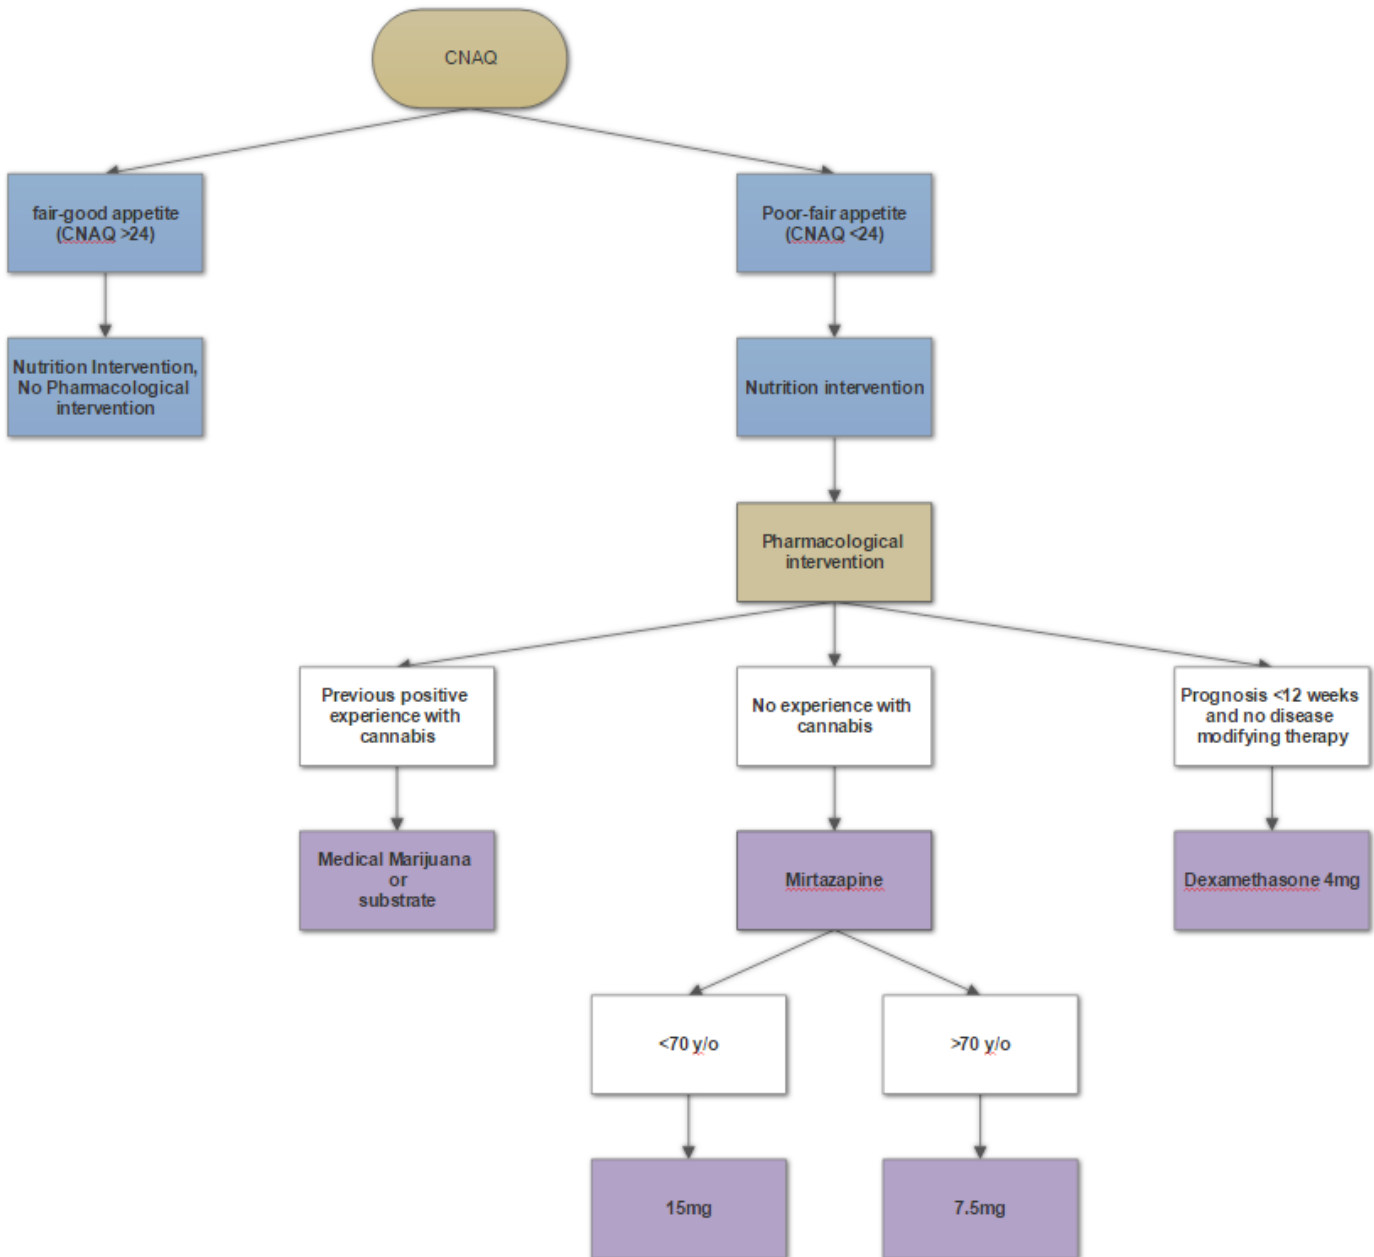 CNAQ
fair-good appetite
(CNAQ >24)
Poor-fair appetite
(CNAQ <24)
Nutrition Intervention,
No Pharmacological
intervention
Nutrition intervention
Pharmacological
intervention
Previous positive
experience with
cannabis
No experience with
cannabis
Prognosis <12 weeks
and no disease
modifying therapy
Medical Marijuana
or
substrate
Mirtazapine
Dexamethasone 4mg
<70 y/o
>70 y/o
15mg
7.5mg